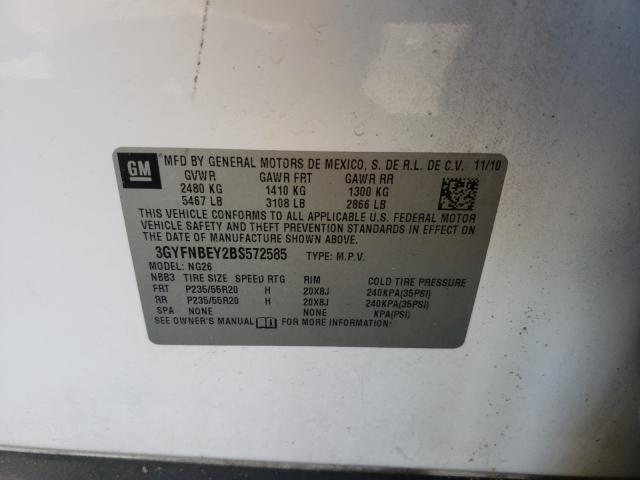 GM MFD BY GENERAL MOTORS DE MEXICO, S. DE R.L. DE C.V. 11/10
GVWR GAWR FRT GAWR RR
2480 KG 1410 KG 1300 KG
5467 LB 3108 LB 2866 LB
THIS VEHICLE CONFORMS TO ALL APPLICABLE U.S. FEDERAL MOTOR
VEHICLE SAFETY AND THEFT PREVENTION STANDARDS IN EFFECT ON
THE DATE OF MANUFACTURE SHOWN ABOVE.
3GYFNBEY2BS572585 TYPE: M.P.V.
MODEL: NG26
NBB3 TIRE SIZE SPEED RTG RIM COLD TIRE PRESSURE
FRT P235/55R20 H 20X8J 240KPA(35PSI)
RR P235/55R20 H 20X8J 240KPA(35PSI)
SPA NONE NONE KPA(PSI)
SEE OWNER'S MANUAL FOR MORE INFORMATION: